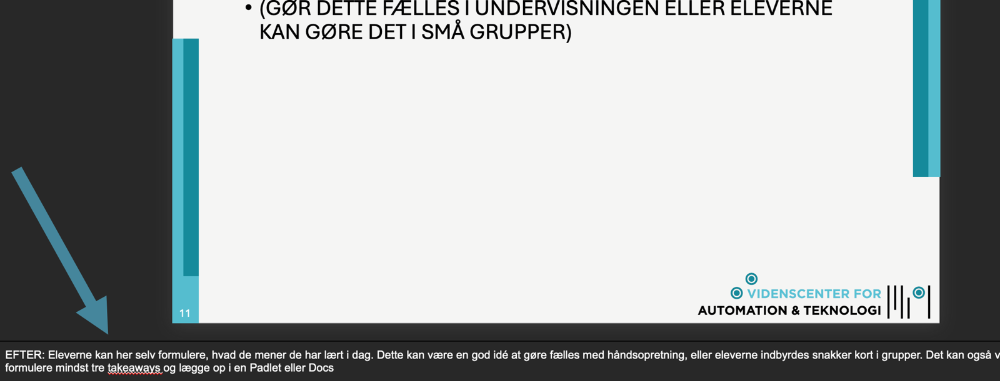 • (GØR DETTE FÆLLES I UNDERVISNINGEN ELLER ELEVERNE
KAN GØRE DET I SMÅ GRUPPER)
VIDENSCENTER FOR
AUTOMATION & TEKNOLOGI
11
EFTER: Eleverne kan her selv formulere, hvad de mener de har lært i dag. Dette kan være en god idé at gøre fælles med håndsopretning, eller eleverne indbyrdes snakker kort i grupper. Det kan også
formulere mindst tre takeaways og lægge op i en Padlet eller Docs